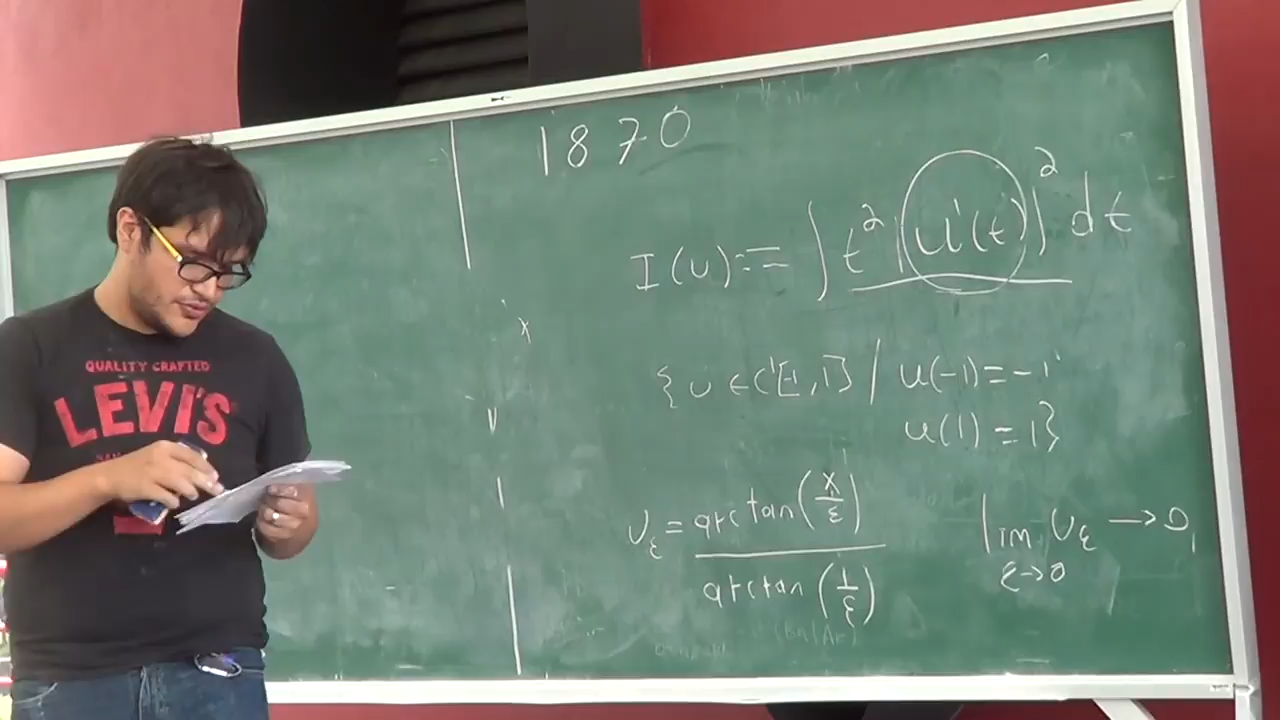 1870
I(u):= ∫ t² |u'(t)|² dt
{u ∈ C'[-1,1] / u(-1)=-1
u(1)=1}
U_ε = arctan(x/ε) / arctan(1/ε)
lim U_ε → 0
ε→0
QUALITY CRAFTED
LEVI'S